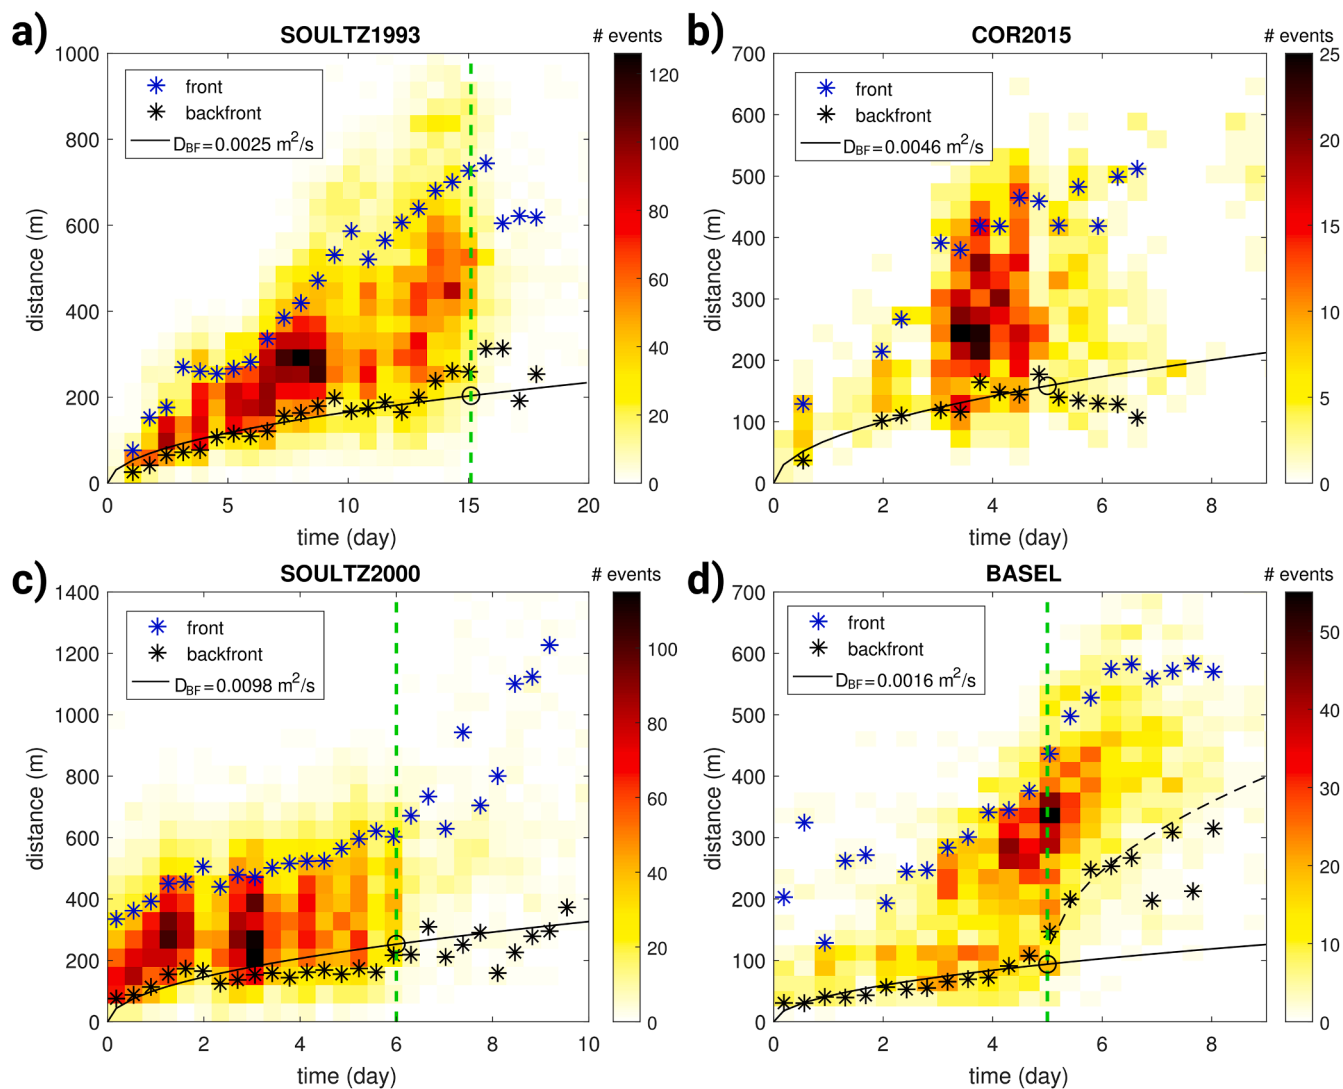 a)
SOULTZ1993
# events
1000
800
600
400
200
0
distance (m)
front
backfront
D_BF=0.0025 m²/s
0 5 10 15 20
time (day)
120
100
80
60
40
20
0
b)
COR2015
# events
700
600
500
400
300
200
100
0
distance (m)
front
backfront
D_BF=0.0046 m²/s
0 2 4 6 8
time (day)
25
20
15
10
5
0
c)
SOULTZ2000
# events
1400
1200
1000
800
600
400
200
0
distance (m)
front
backfront
D_BF=0.0098 m²/s
0 2 4 6 8 10
time (day)
100
80
60
40
20
0
d)
BASEL
# events
700
600
500
400
300
200
100
0
distance (m)
front
backfront
D_BF=0.0016 m²/s
0 2 4 6 8
time (day)
50
40
30
20
10
0